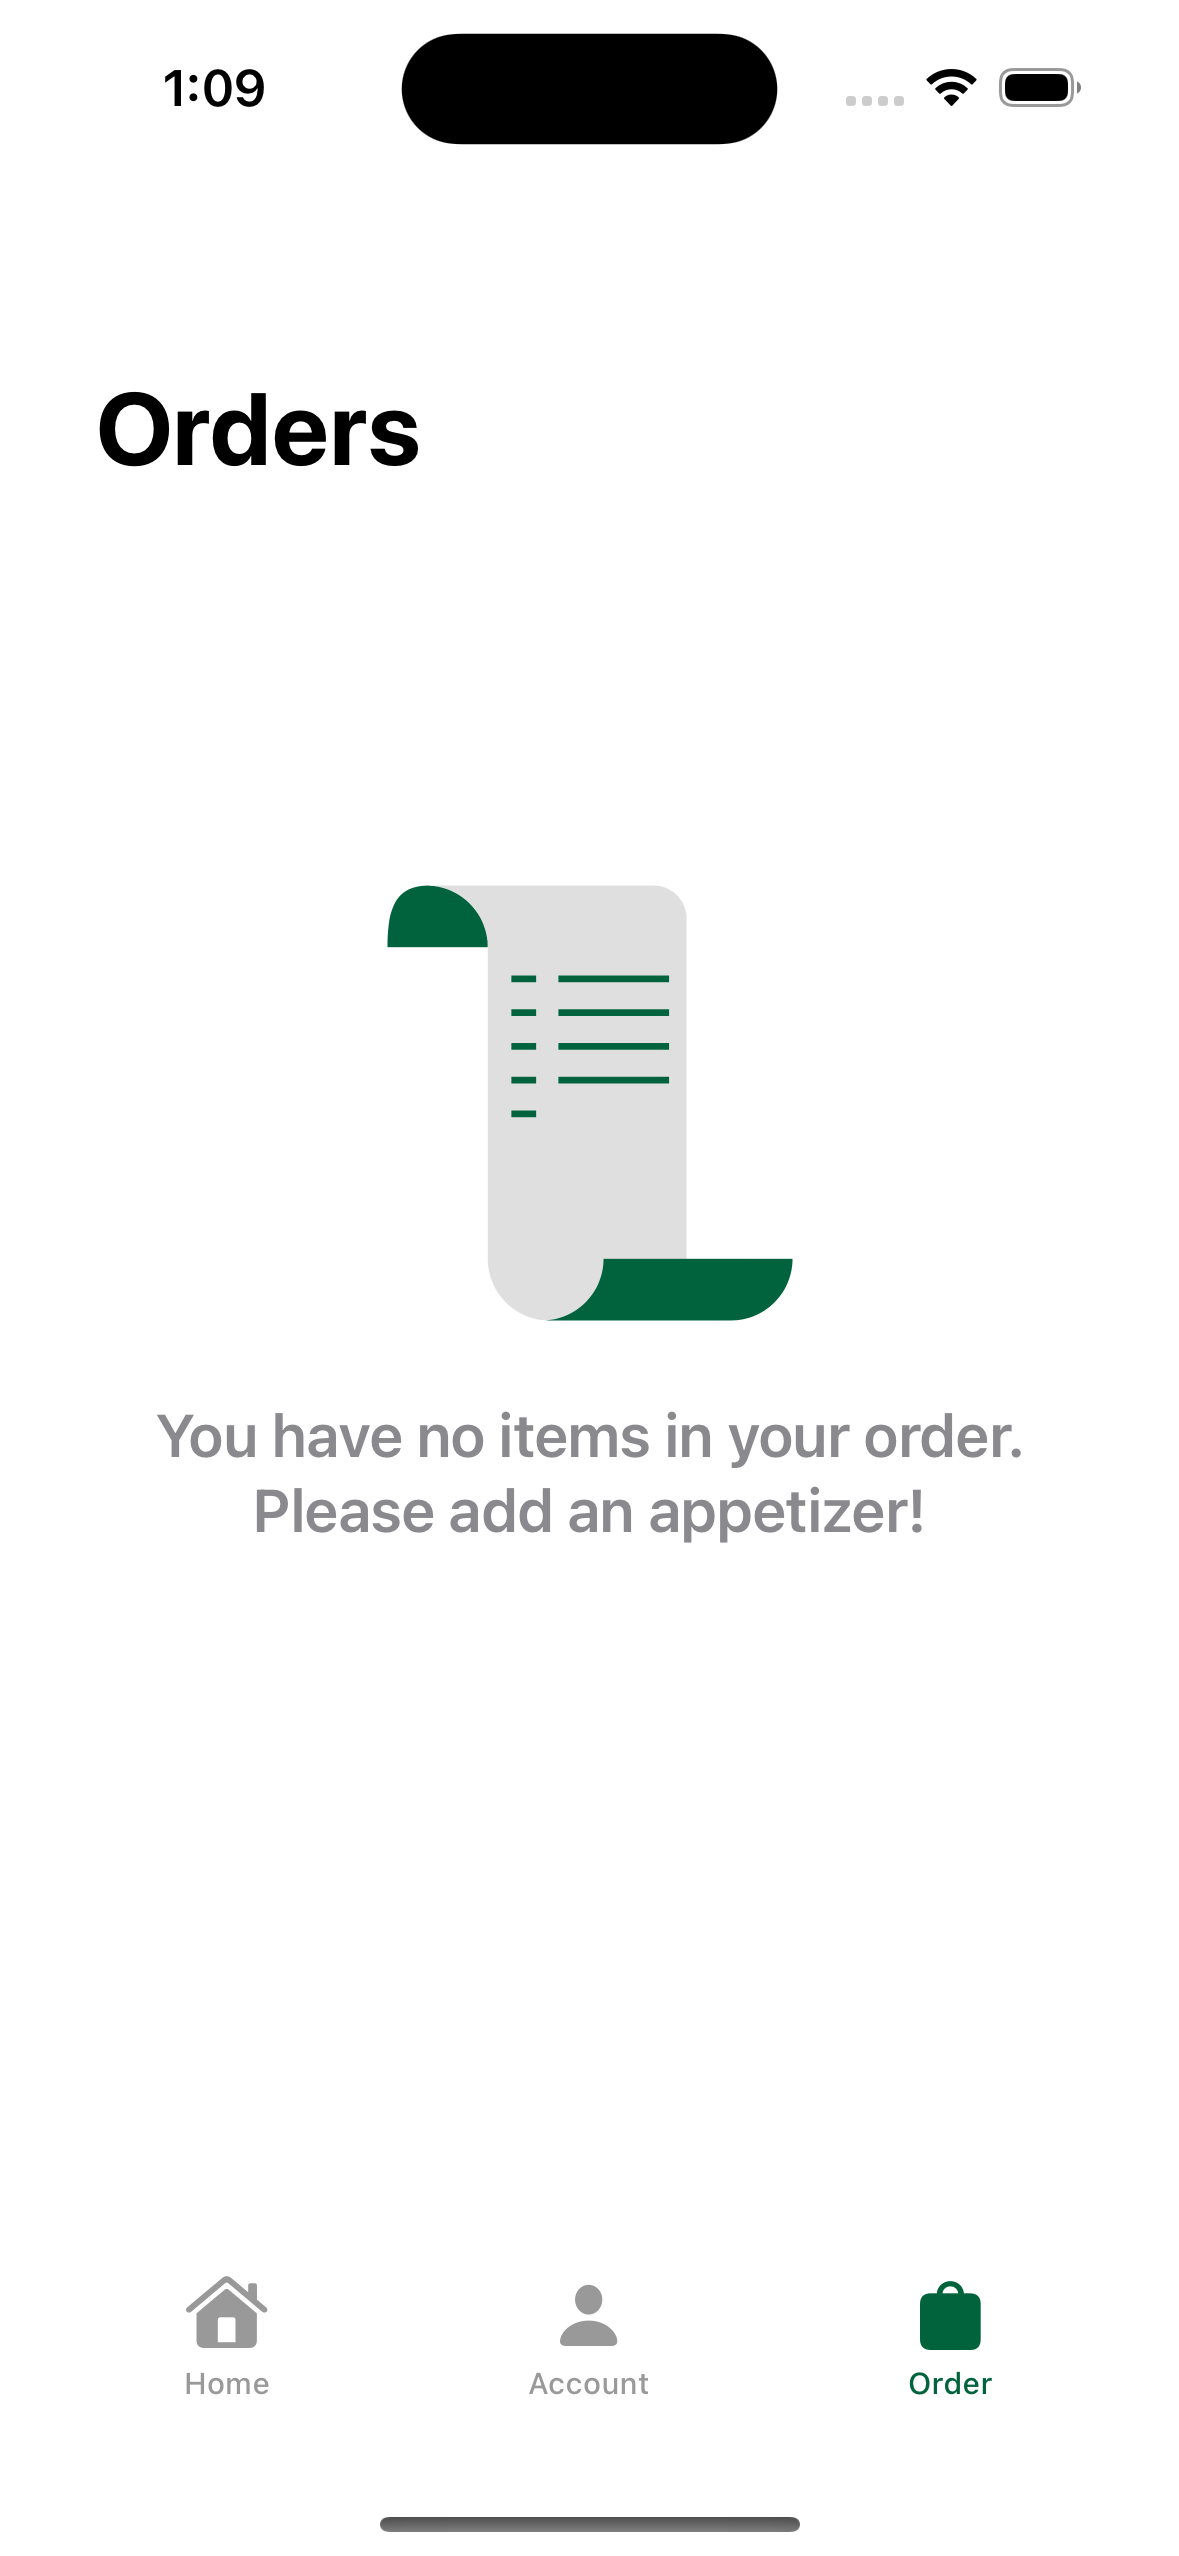 1:09
Orders
You have no items in your order.
Please add an appetizer!
Home
Account
Order